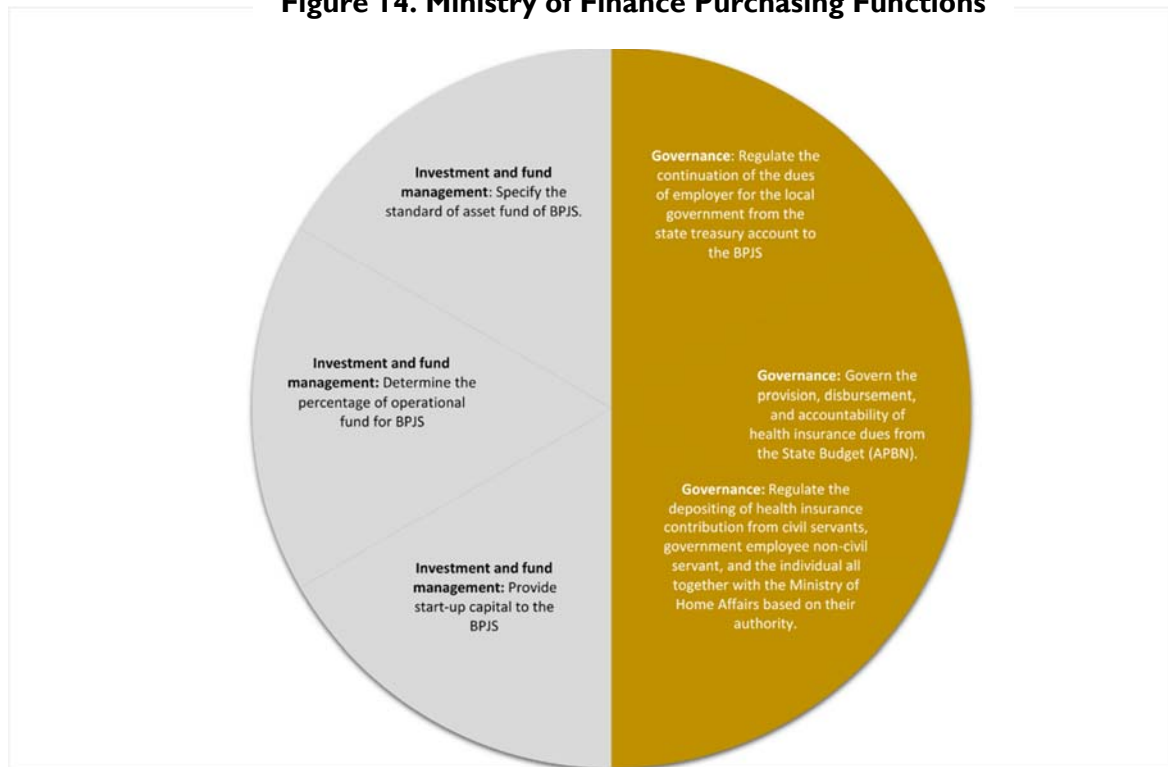 Figure 14. Ministry of Finance Purchasing Functions
Investment and fund
management: Specify the
standard of asset fund of BPJS.
Investment and fund
management: Determine the
percentage of operational
fund for BPJS
Investment and fund
management: Provide
start-up capital to the
BPJS
Governance: Regulate the
continuation of the dues
of employer for the local
government from the
state treasury account to
the BPJS
Governance: Govern the
provision, disbursement,
and accountability of
health insurance dues from
the State Budget (APBN).
Governance: Regulate the
depositing of health insurance
contribution from civil servants,
government employee non-civil
servant, and the individual all
together with the Ministry of
Home Affairs based on their
authority.